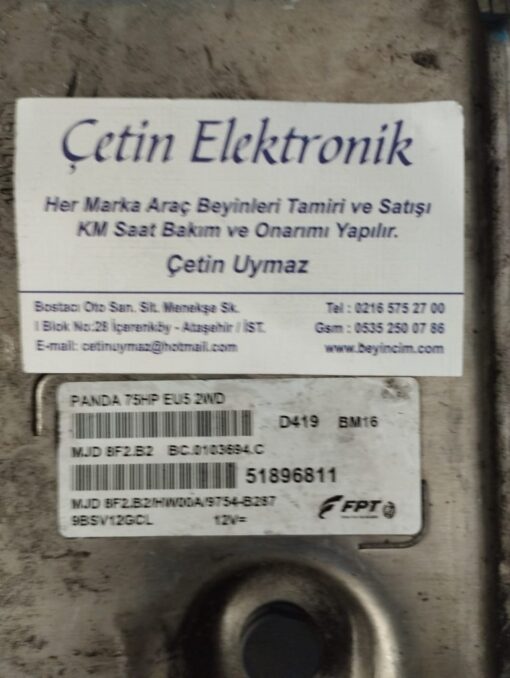 Çetin Elektronik
Her Marka Araç Beyinleri Tamiri ve Satışı
KM Saat Bakım ve Onarımı Yapılır.
Çetin Uymaz
Bostacı Oto San. Sit. Menekşe Sk.
I Blok No:28 İçerenköy - Ataşehir / İST.
E-mail: cetinuymaz@hotmail.com
Tel : 0216 575 27 00
Gsm : 0535 250 07 86
www.beyincim.com
PANDA 75HP EU5 2WD
D419 BM16
MJD 8F2.B2 BC.0103694.C
51896811
MJD 8F2.B2/HW00A/9754-B287
9BSV12GCL 12V=
FPT